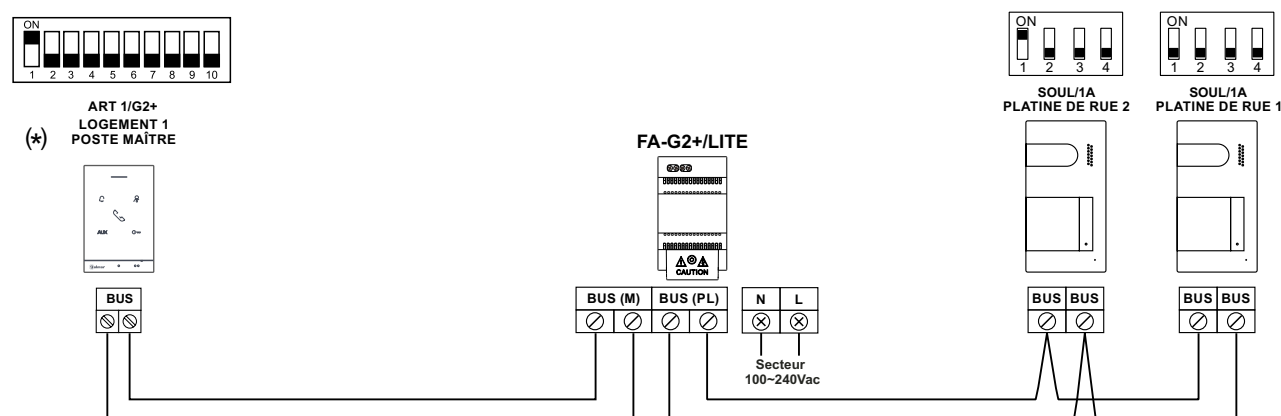 ON
1 2 3 4 5 6 7 8 9 10
ART 1/G2+
LOGEMENT 1
(*) POSTE MAÎTRE
AUX
BUS
FA-G2+/LITE
CAUTION
BUS (M) BUS (PL) N L
Secteur
100~240Vac
ON
1 2 3 4
SOUL/1A
PLATINE DE RUE 2
BUS BUS
ON
1 2 3 4
SOUL/1A
PLATINE DE RUE 1
BUS BUS